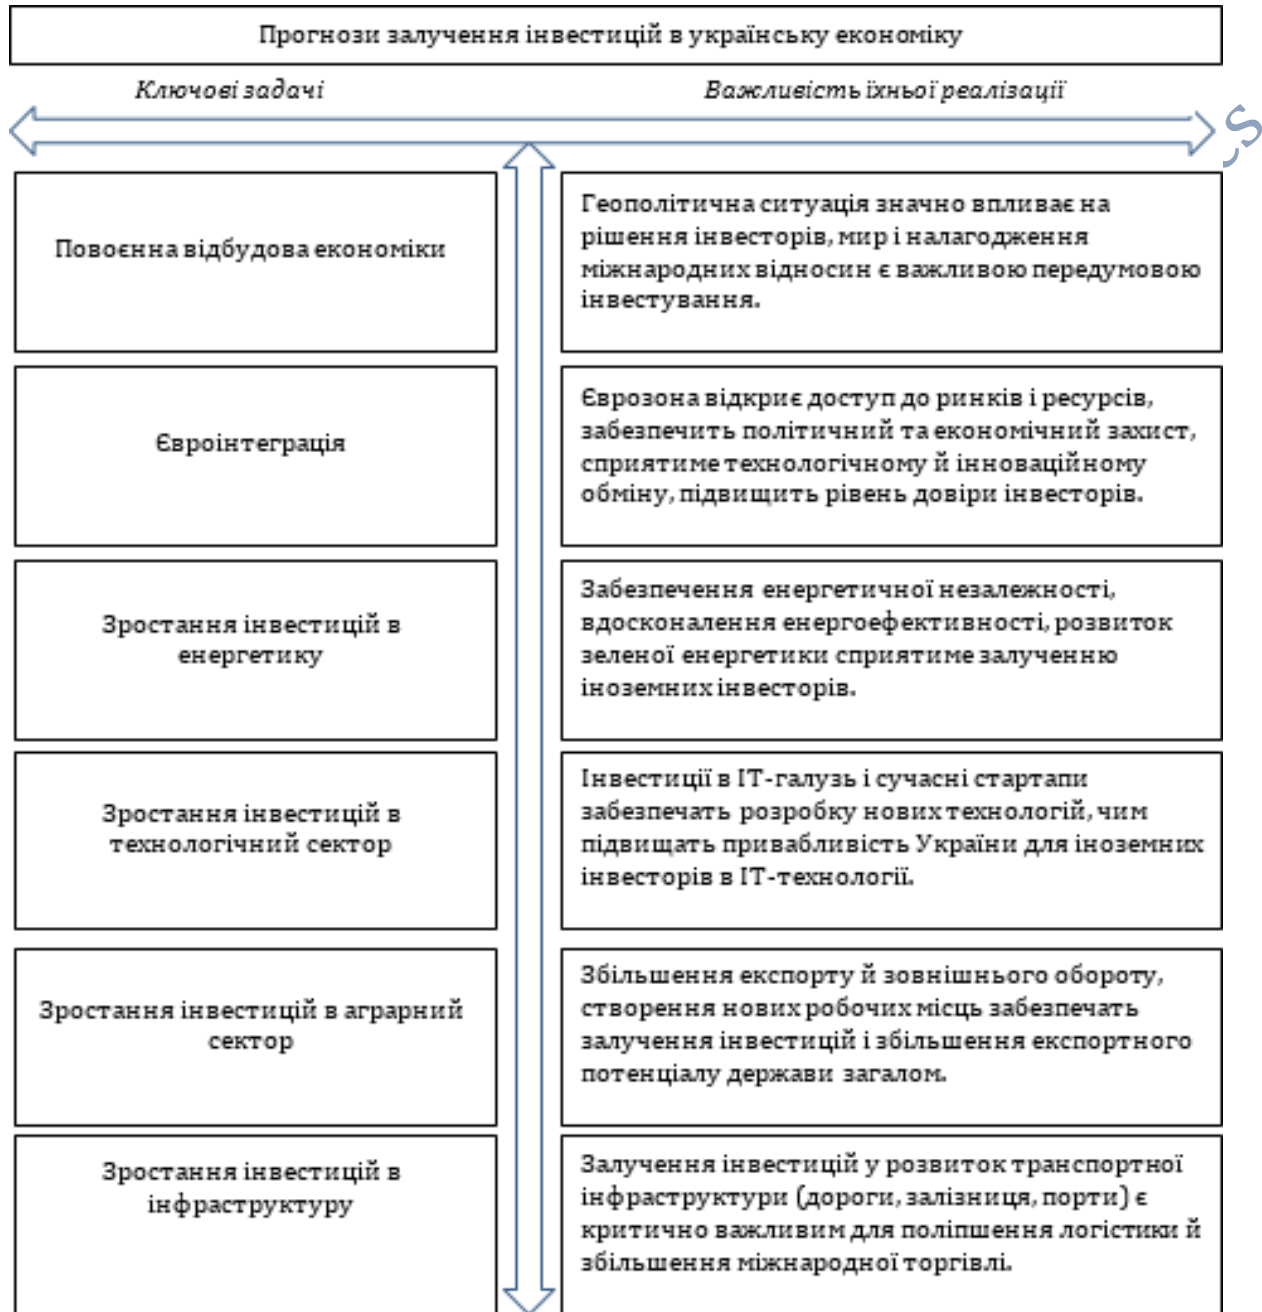 Прогнози залучення інвестицій в українську економіку
Ключові задачі
Важливість їхньої реалізації
Повоєнна відбудова економіки
Геополітична ситуація значно впливає на
рішення інвесторів, мир і налагодження
міжнародних відносин є важливою передумовою
інвестування.
Євроінтеграція
Єврозона відкриє доступ до ринків і ресурсів,
забезпечить політичний та економічний захист,
сприятиме технологічному й інноваційному
обміну, підвищить рівень довіри інвесторів.
Зростання інвестицій в
енергетику
Забезпечення енергетичної незалежності,
вдосконалення енергоефективності, розвиток
зеленої енергетики сприятиме залученню
іноземних інвесторів.
Зростання інвестицій в
технологічний сектор
Інвестиції в ІТ-галузь і сучасні стартапи
забезпечать розробку нових технологій, чим
підвищать привабливість України для іноземних
інвесторів в ІТ-технології.
Зростання інвестицій в аграрний
сектор
Збільшення експорту й зовнішнього обороту,
створення нових робочих місць забезпечать
залучення інвестицій і збільшення експортного
потенціалу держави загалом.
Зростання інвестицій в
інфраструктуру
Залучення інвестицій у розвиток транспортної
інфраструктури (дороги, залізниця, порти) є
критично важливим для поліпшення логістики й
збільшення міжнародної торгівлі.